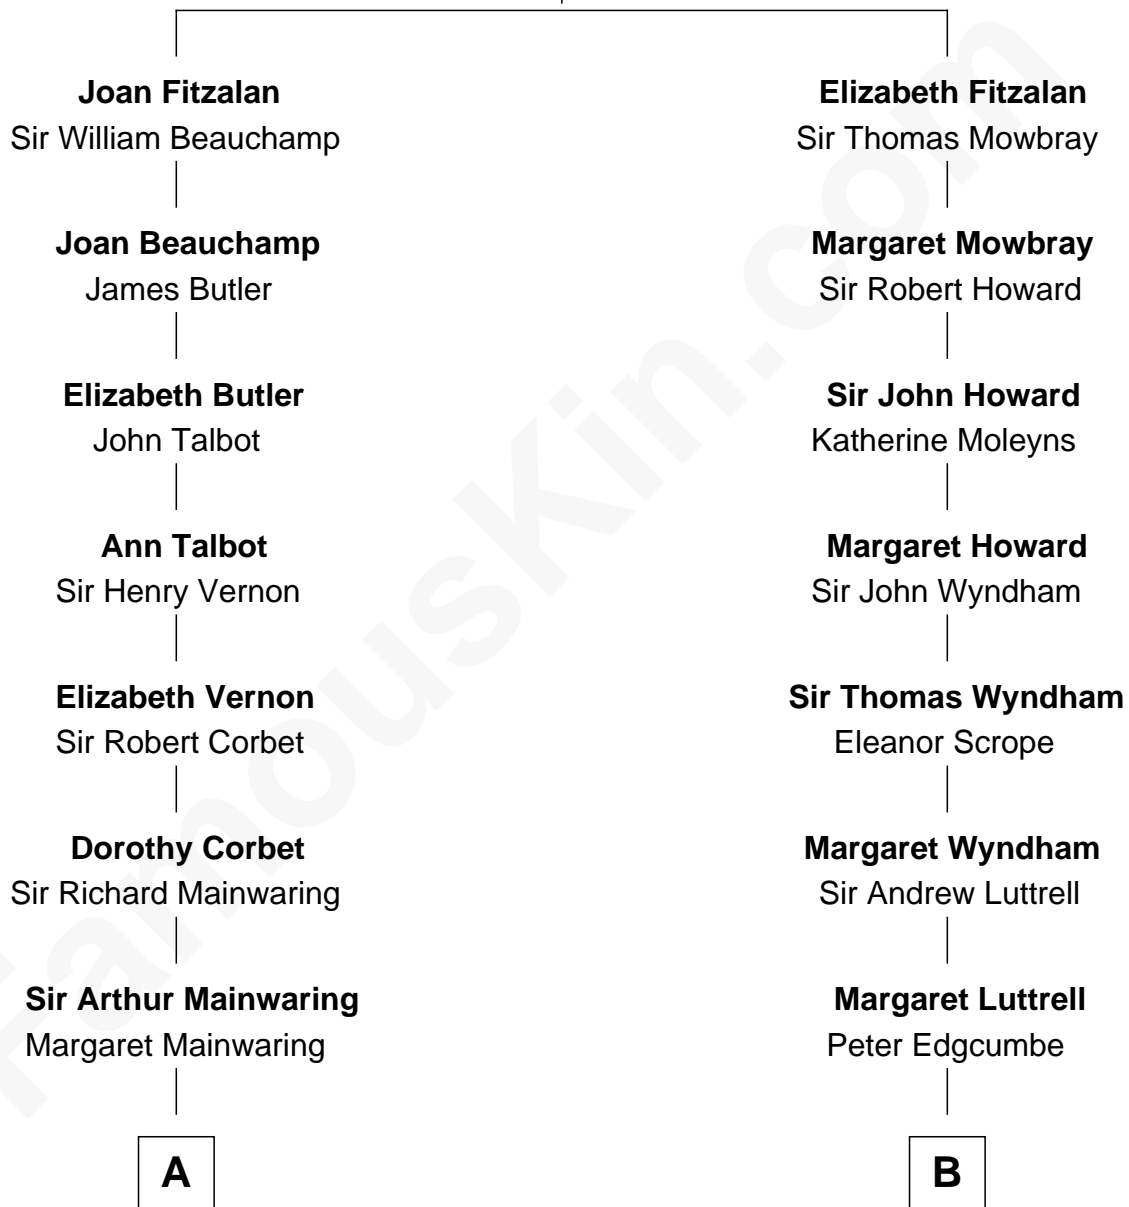 Joan Fitzalan
Sir William Beauchamp
Joan Beauchamp
James Butler
Elizabeth Butler
John Talbot
Ann Talbot
Sir Henry Vernon
Elizabeth Vernon
Sir Robert Corbet
Dorothy Corbet
Sir Richard Mainwaring
Sir Arthur Mainwaring
Margaret Mainwaring
A
Elizabeth Fitzalan
Sir Thomas Mowbray
Margaret Mowbray
Sir Robert Howard
Sir John Howard
Katherine Moleyns
Margaret Howard
Sir John Wyndham
Sir Thomas Wyndham
Eleanor Scrope
Margaret Wyndham
Sir Andrew Luttrell
Margaret Luttrell
Peter Edgcumbe
B
FamousKin.com